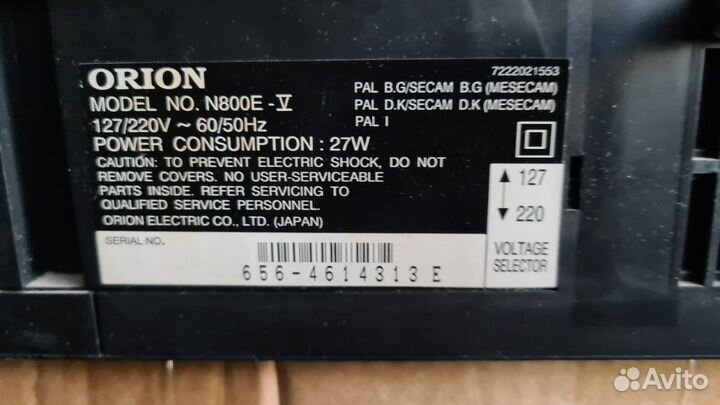 ORION
7222021553
MODEL NO. N800E-V
PAL B.G/SECAM B.G (MESECAM)
PAL D.K/SECAM D.K (MESECAM)
PAL I
127/220V ~ 60/50Hz
POWER CONSUMPTION : 27W
CAUTION: TO PREVENT ELECTRIC SHOCK, DO NOT
REMOVE COVERS. NO USER-SERVICEABLE
PARTS INSIDE. REFER SERVICING TO
QUALIFIED SERVICE PERSONNEL.
ORION ELECTRIC CO., LTD. (JAPAN)
127
220
VOLTAGE
SELECTOR
SERIAL NO.
656-4614313 E
Avito